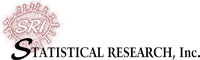 SRI
STATISTICAL RESEARCH, Inc.